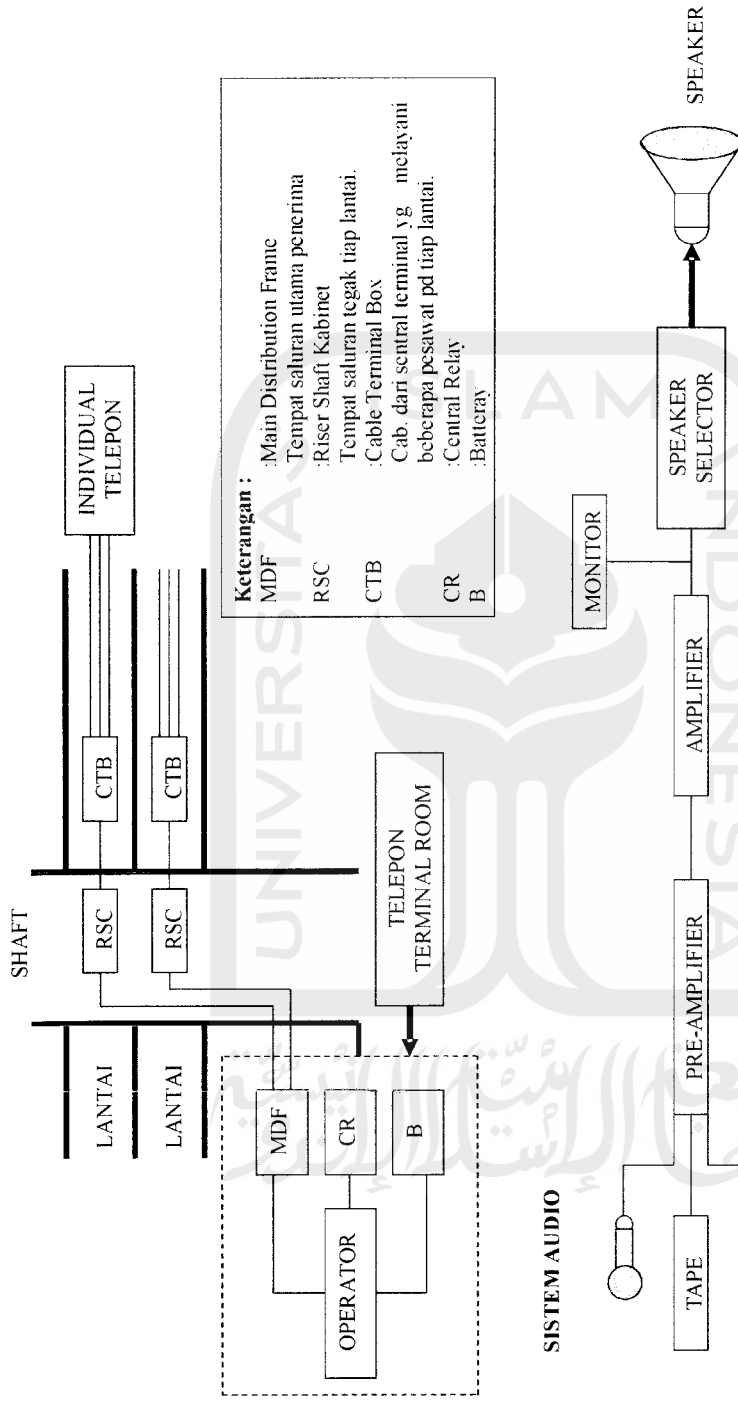 SHAFT
LANTAI
RSC
CTB
INDIVIDUAL
TELEPON
LANTAI
RSC
CTB
OPERATOR
MDF
CR
B
TELEPON
TERMINAL ROOM
Keterangan :
MDF :Main Distribution Frame
Tempat saluran utama penerima
RSC :Riser Shaft Kabinet
Tempat saluran tegak tiap lantai.
CTB :Cable Terminal Box
Cab. dari sentral terminal yg melayani
beberapa pesawat pd tiap lantai.
CR :Central Relay
B :Batteray
SISTEM AUDIO
TAPE
PRE-AMPLIFIER
AMPLIFIER
MONITOR
SPEAKER
SELECTOR
SPEAKER
UNIVERSITAS
ISLAM
INDONESIA